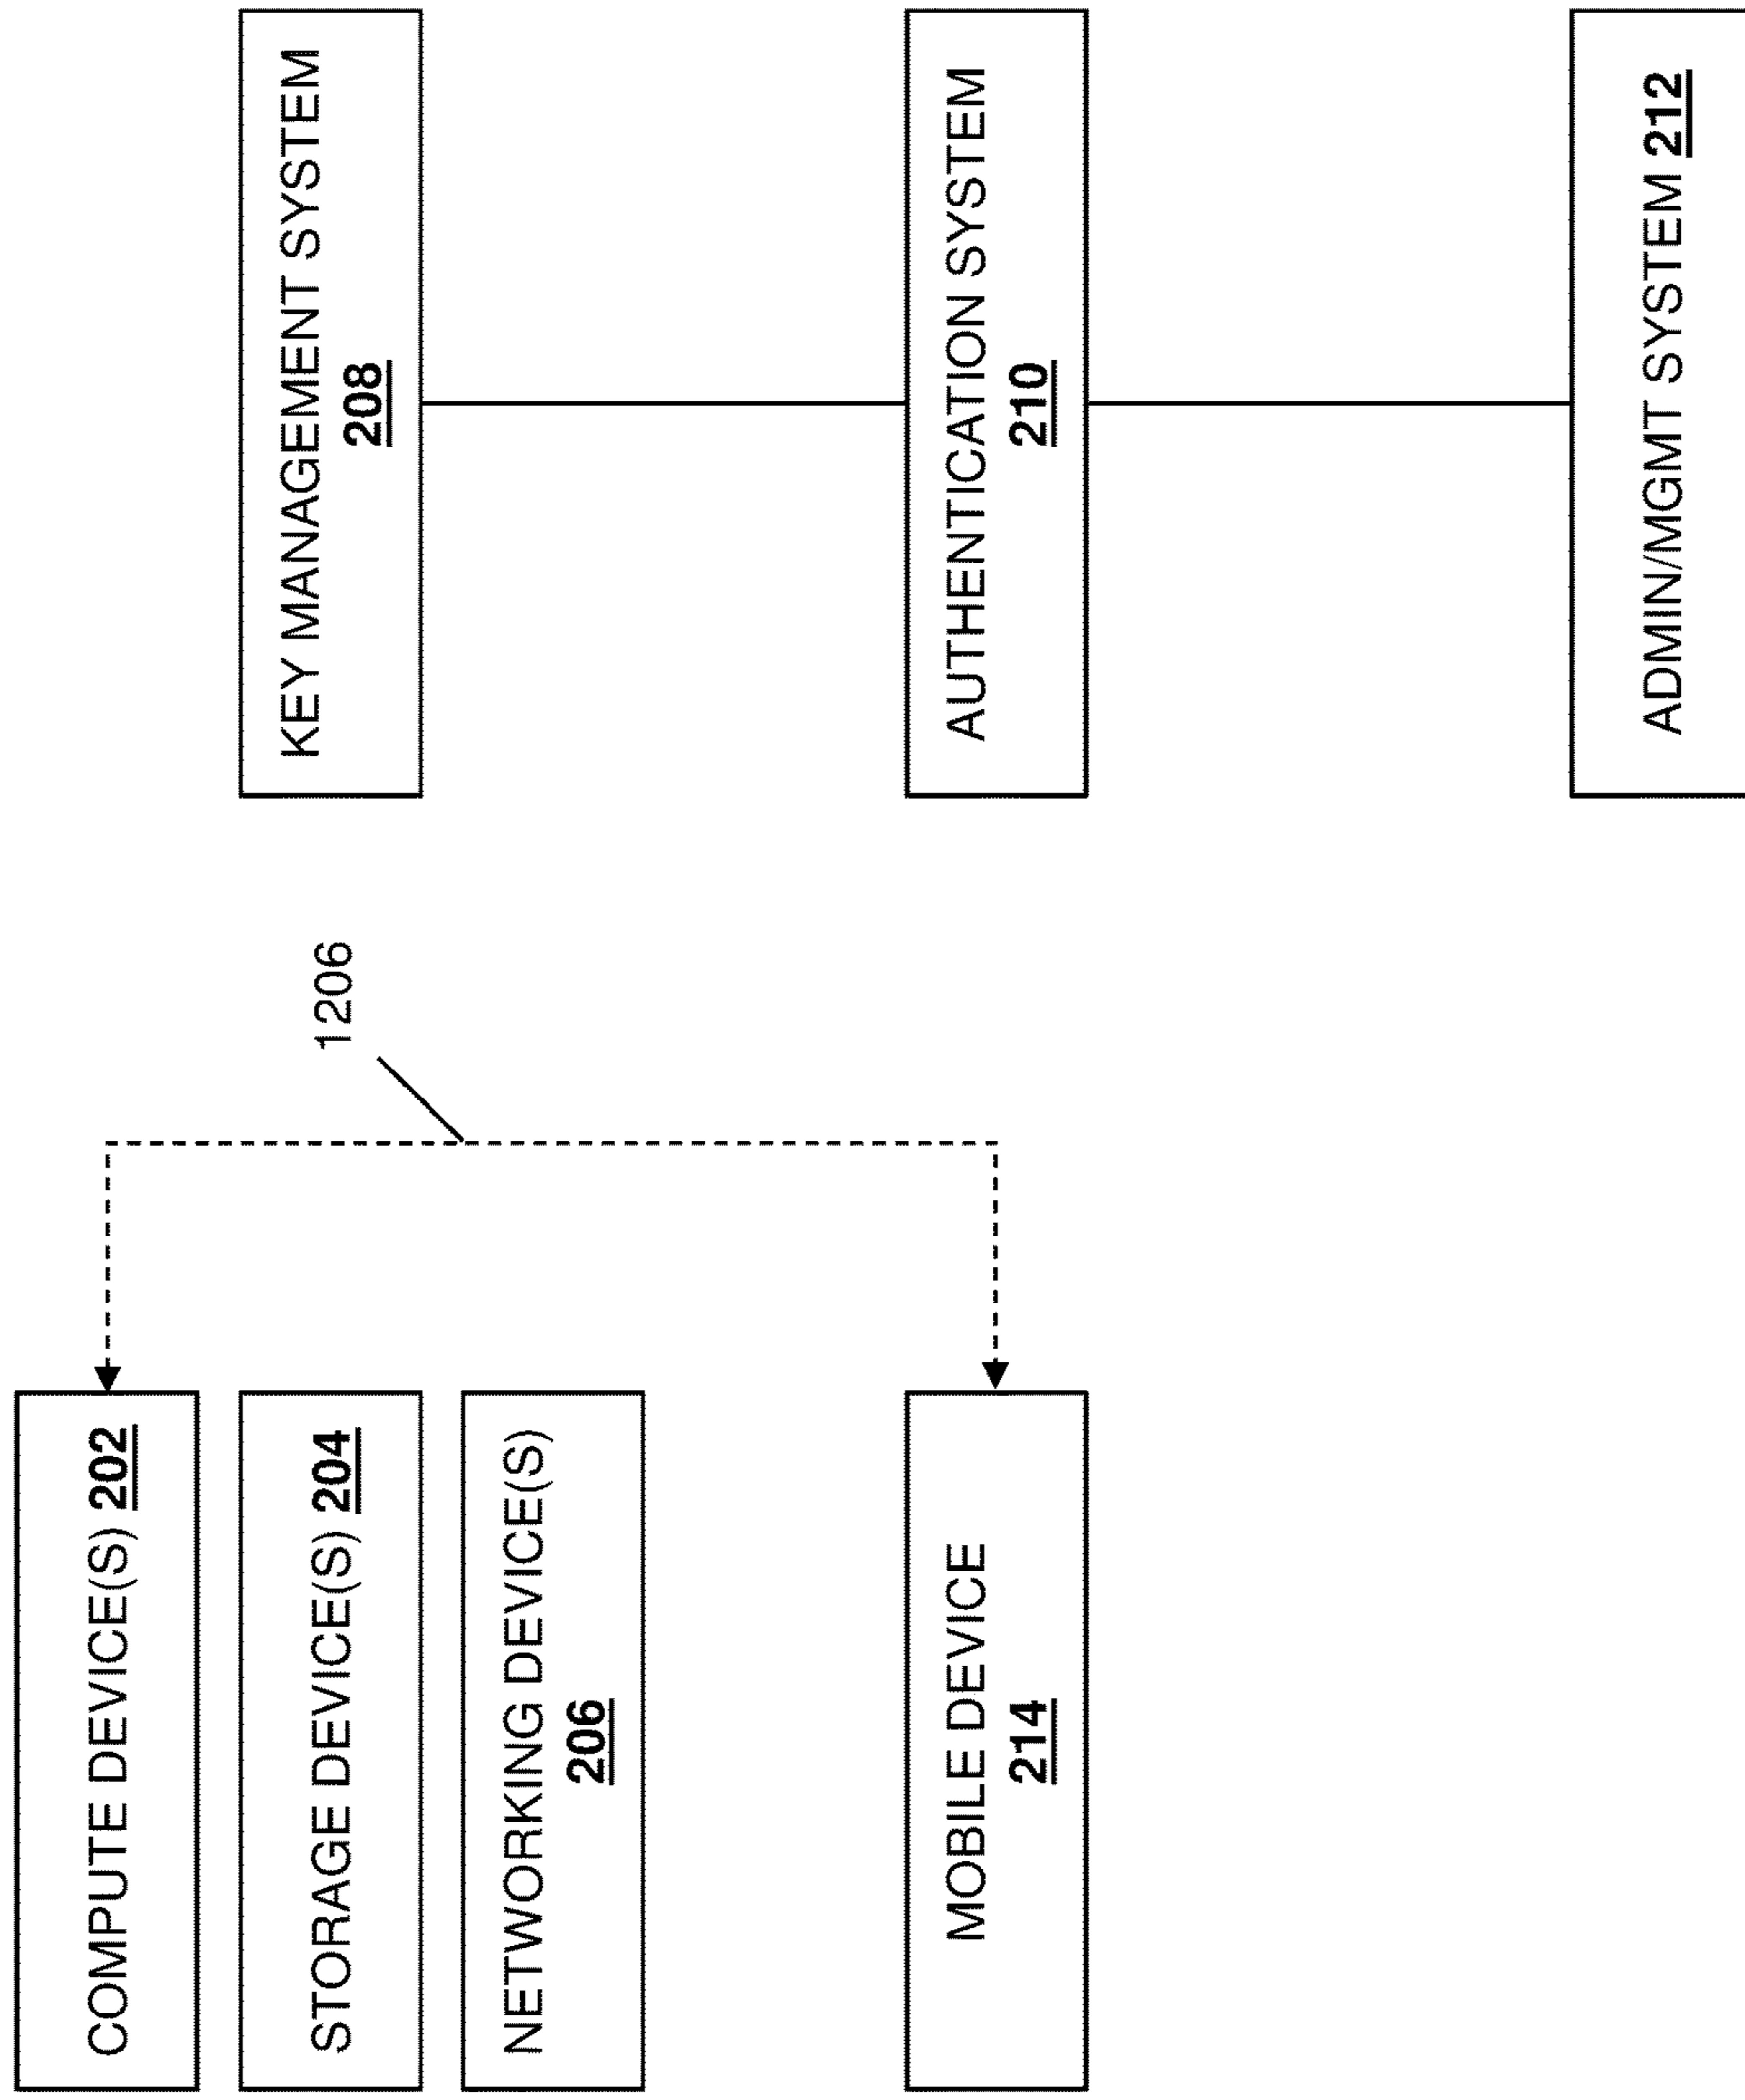 COMPUTE DEVICE(S) 202
STORAGE DEVICE(S) 204
NETWORKING DEVICE(S)
206
MOBILE DEVICE
214
1206
KEY MANAGEMENT SYSTEM
208
AUTHENTICATION SYSTEM
210
ADMIN/MGMT SYSTEM 212